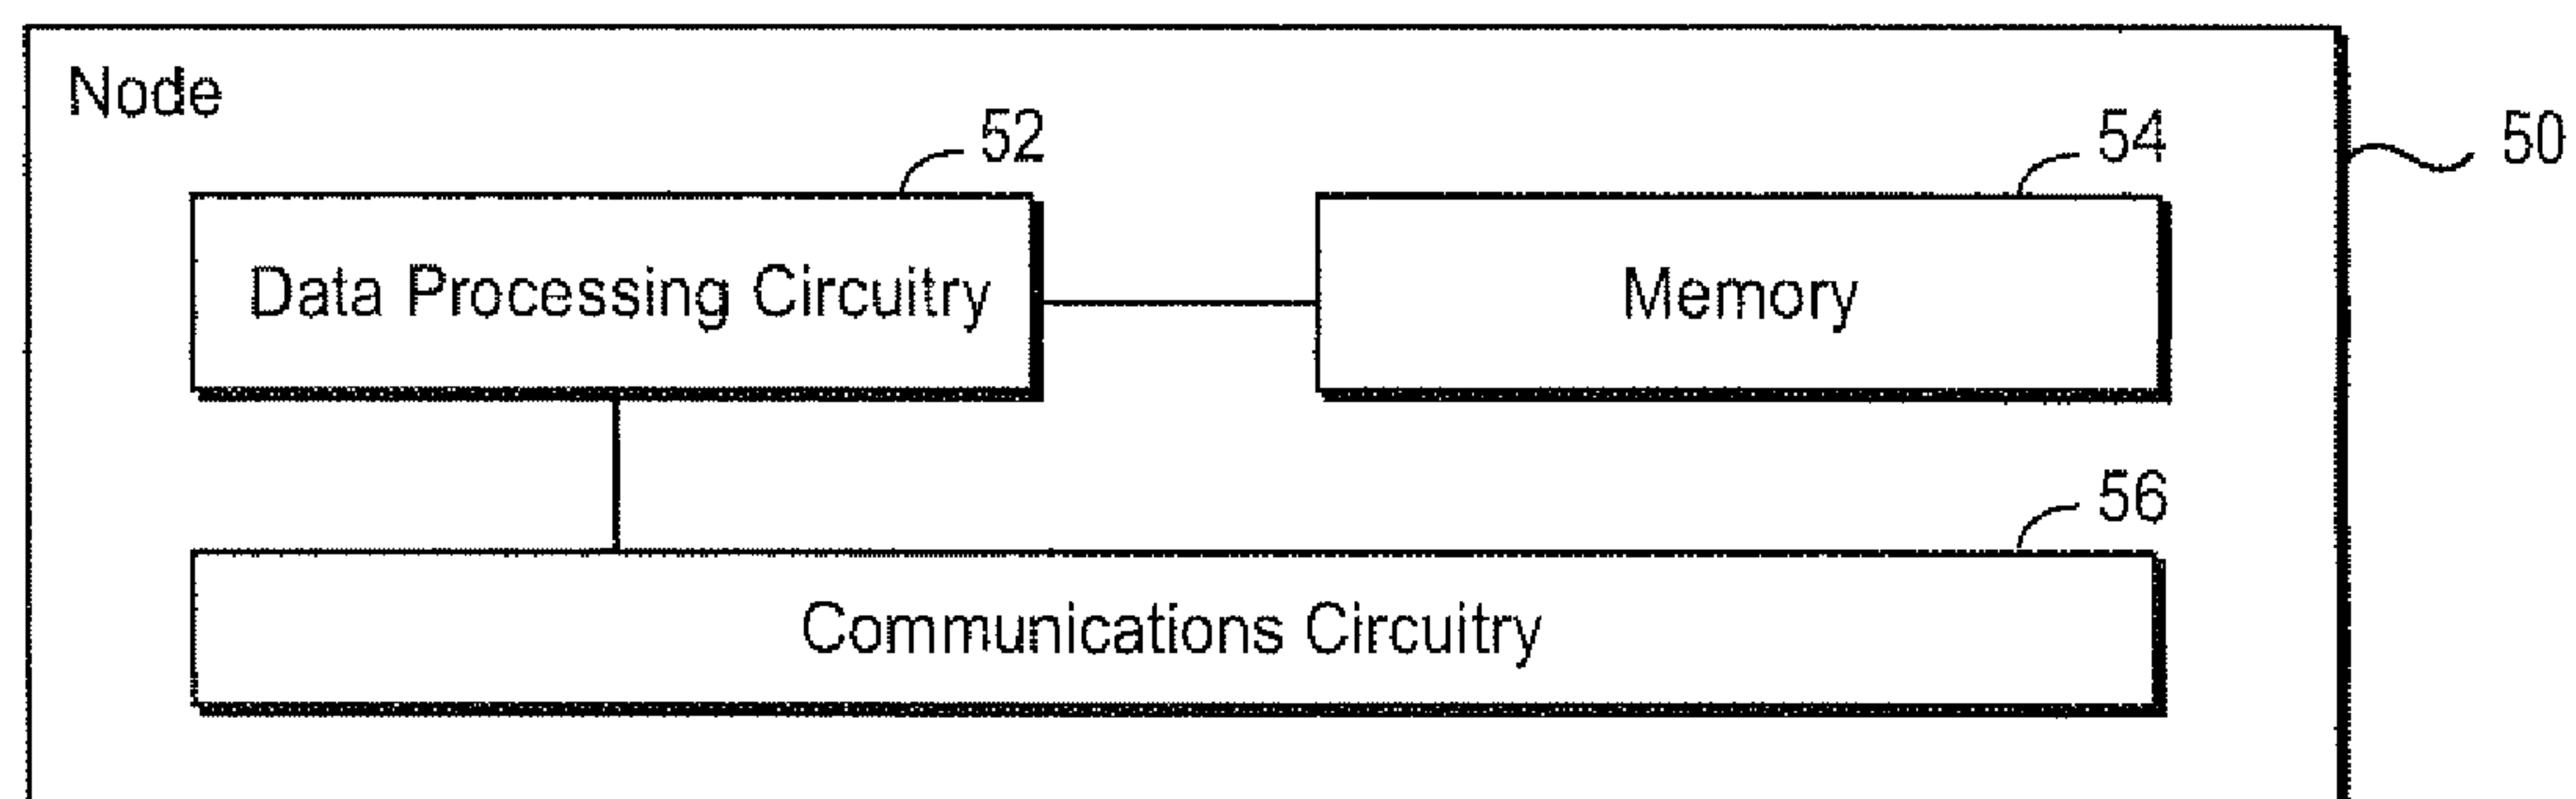 Node
52
54
50
Data Processing Circuitry
Memory
56
Communications Circuitry